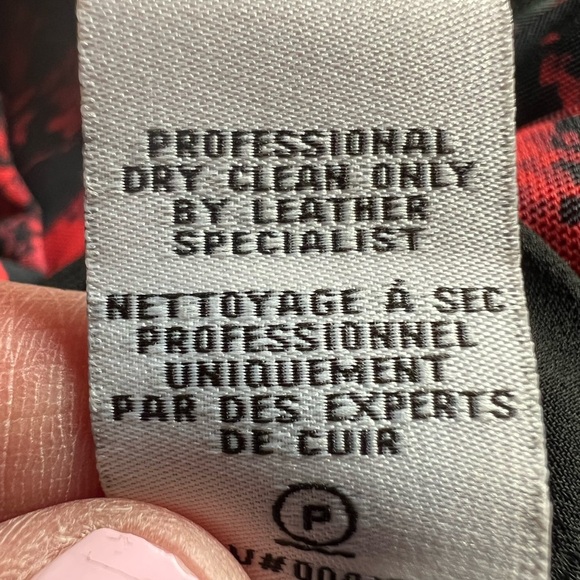 PROFESSIONAL
DRY CLEAN ONLY
BY LEATHER
SPECIALIST
NETTOYAGE À SEC
PROFESSIONNEL
UNIQUEMENT
PAR DES EXPERTS
DE CUIR
P